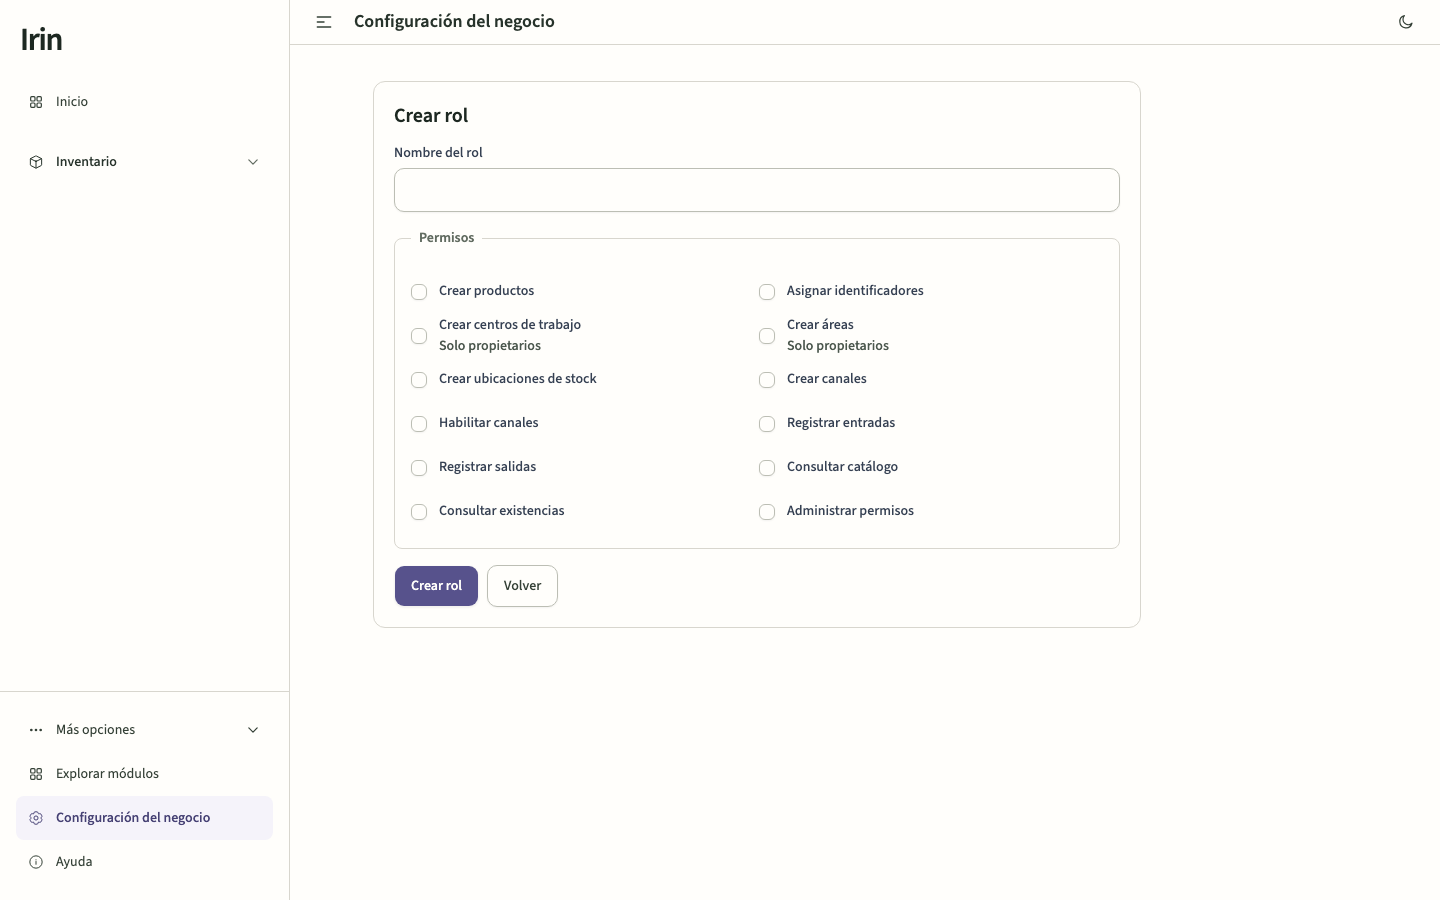 Irin
Configuración del negocio
Inicio
Inventario
Crear rol
Nombre del rol
Permisos
Crear productos
Asignar identificadores
Crear centros de trabajo
Solo propietarios
Crear áreas
Solo propietarios
Crear ubicaciones de stock
Crear canales
Habilitar canales
Registrar entradas
Registrar salidas
Consultar catálogo
Consultar existencias
Administrar permisos
Crear rol
Volver
Más opciones
Explorar módulos
Configuración del negocio
Ayuda